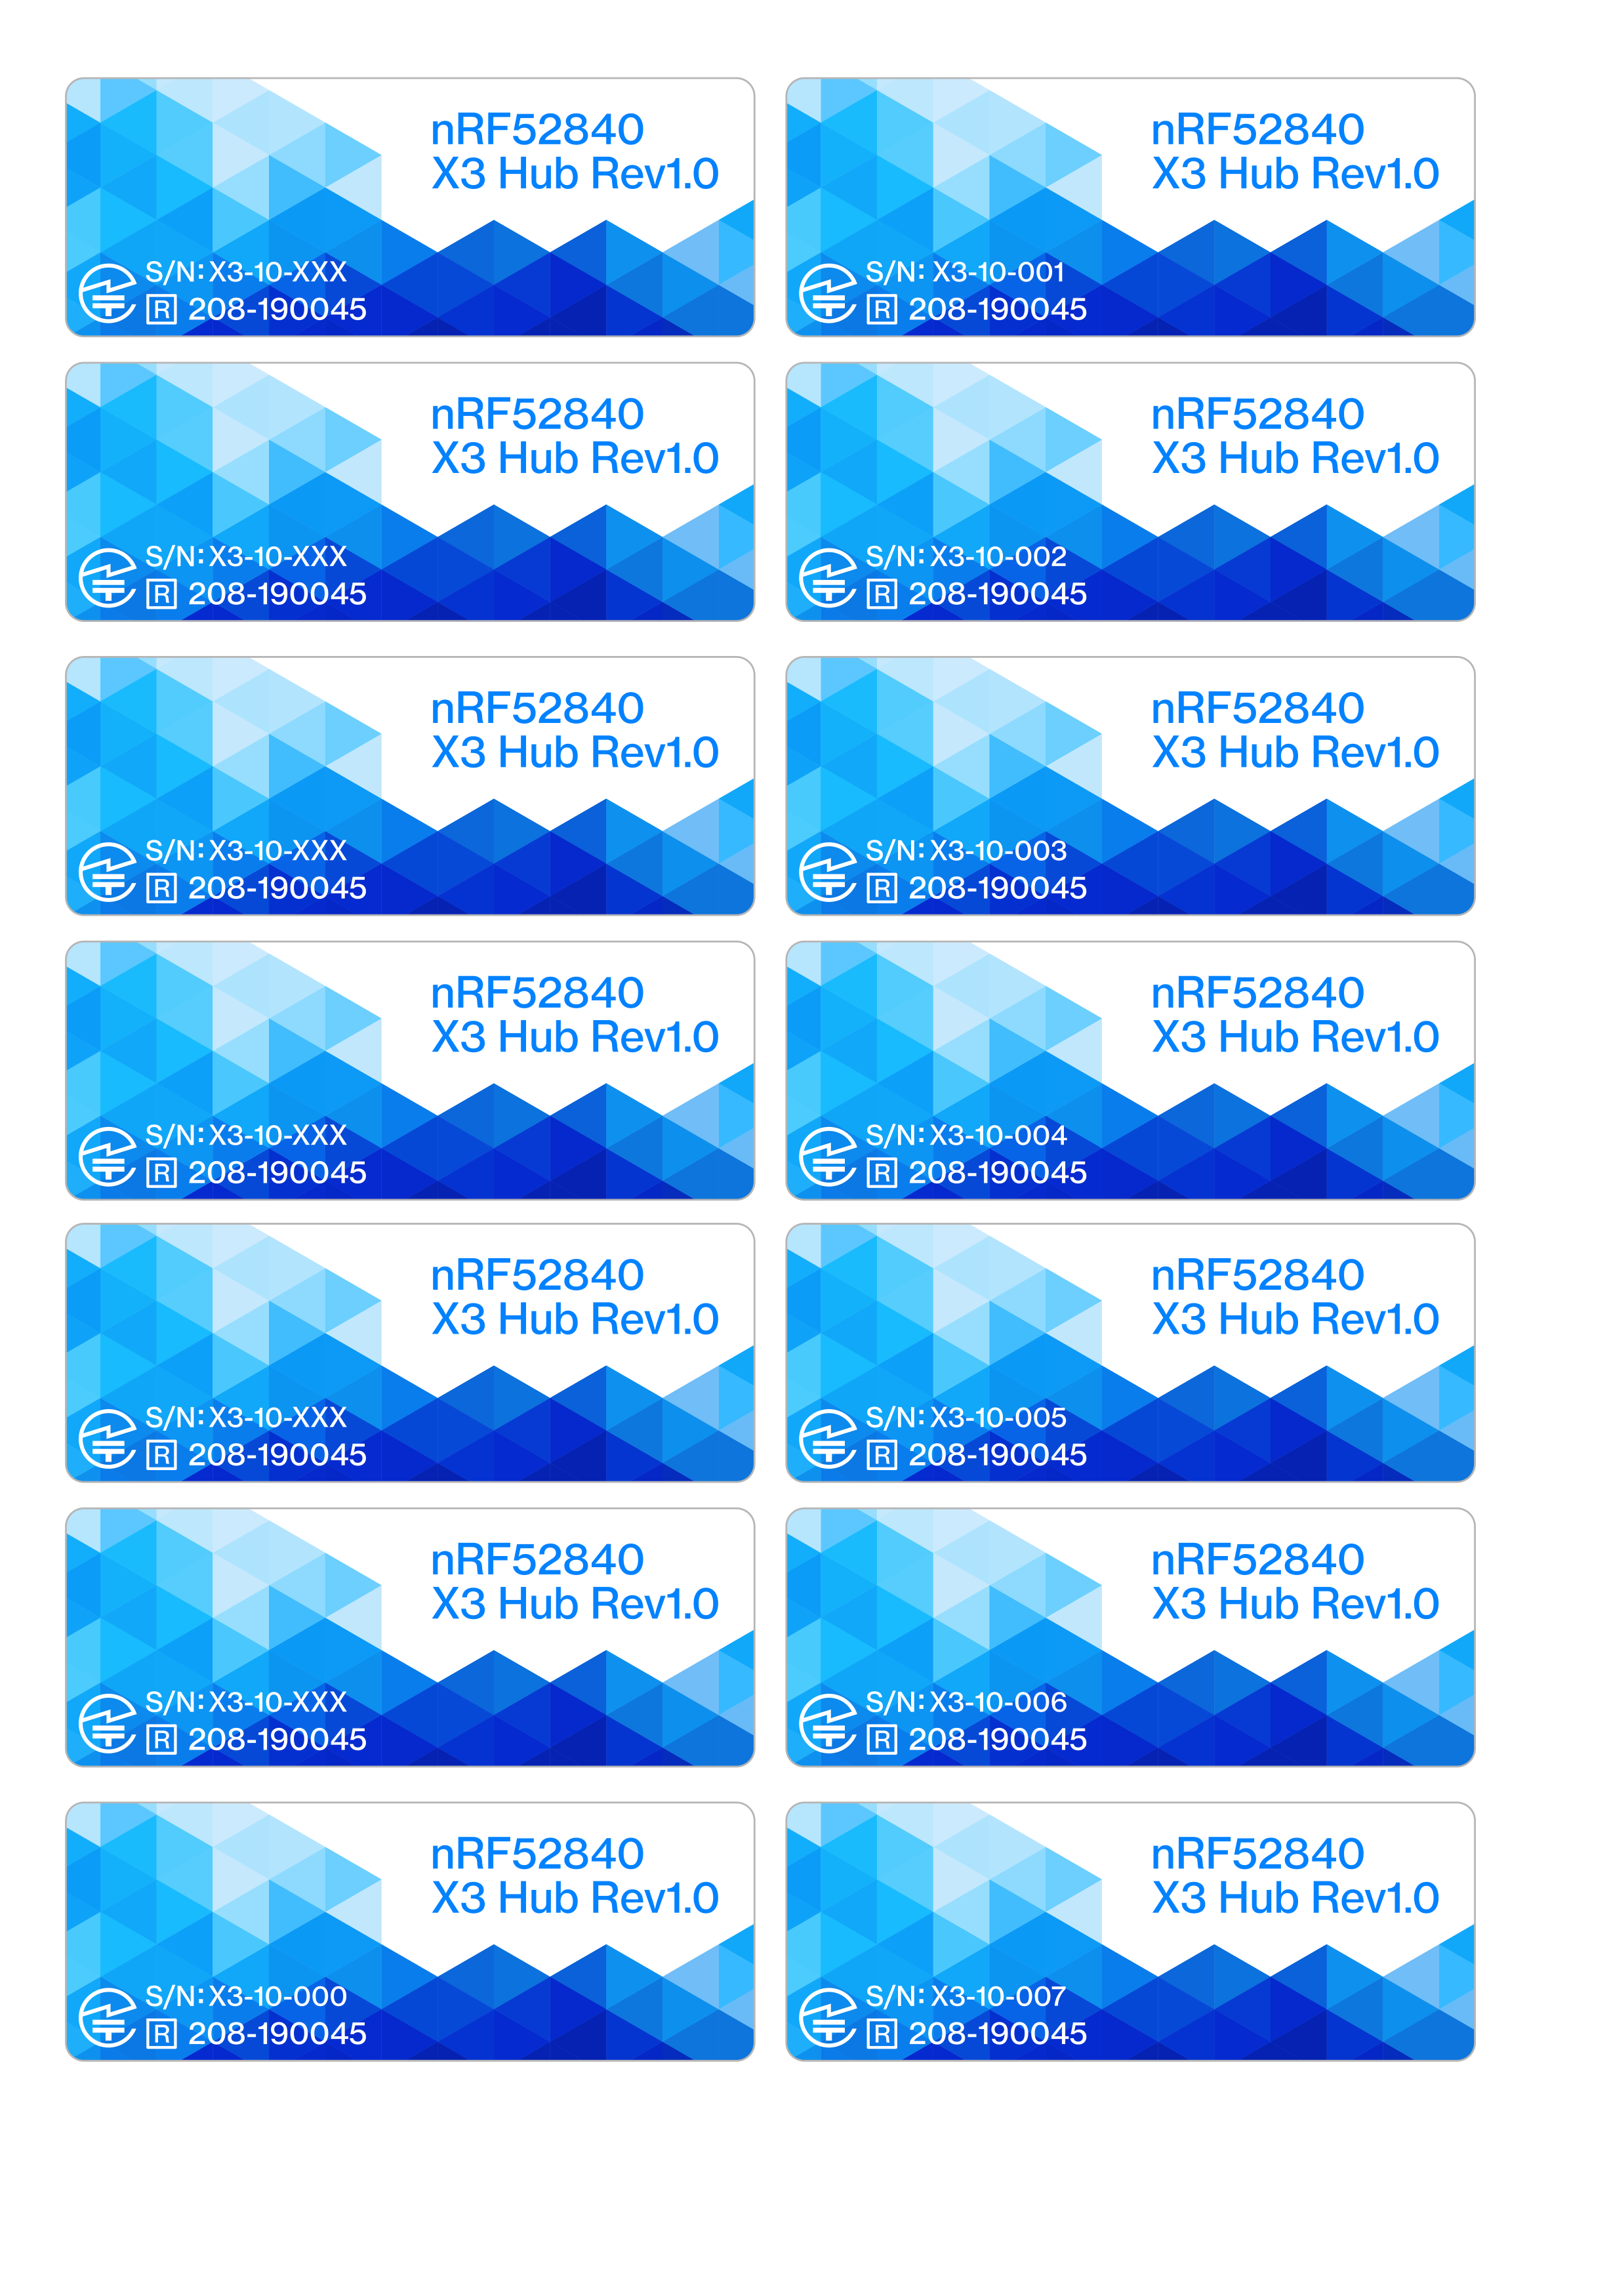 nRF52840
X3 Hub Rev1.0
S/N: X3-10-XXX
R 208-190045
nRF52840
X3 Hub Rev1.0
S/N: X3-10-001
R 208-190045
nRF52840
X3 Hub Rev1.0
S/N: X3-10-XXX
R 208-190045
nRF52840
X3 Hub Rev1.0
S/N: X3-10-002
R 208-190045
nRF52840
X3 Hub Rev1.0
S/N: X3-10-XXX
R 208-190045
nRF52840
X3 Hub Rev1.0
S/N: X3-10-003
R 208-190045
nRF52840
X3 Hub Rev1.0
S/N: X3-10-XXX
R 208-190045
nRF52840
X3 Hub Rev1.0
S/N: X3-10-004
R 208-190045
nRF52840
X3 Hub Rev1.0
S/N: X3-10-XXX
R 208-190045
nRF52840
X3 Hub Rev1.0
S/N: X3-10-005
R 208-190045
nRF52840
X3 Hub Rev1.0
S/N: X3-10-XXX
R 208-190045
nRF52840
X3 Hub Rev1.0
S/N: X3-10-006
R 208-190045
nRF52840
X3 Hub Rev1.0
S/N: X3-10-000
R 208-190045
nRF52840
X3 Hub Rev1.0
S/N: X3-10-007
R 208-190045